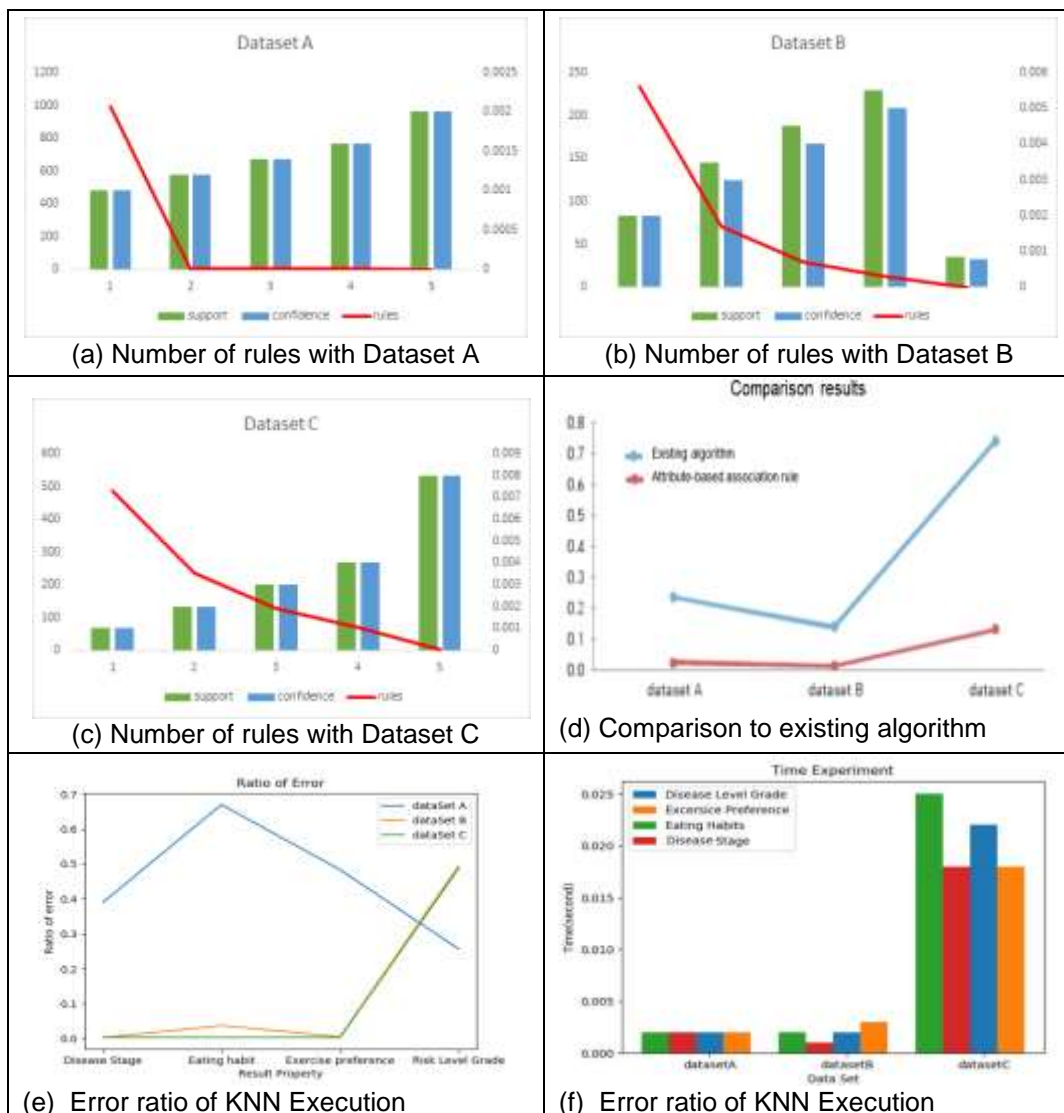 Dataset A
1200
1000
800
600
400
200
0
0.0025
0.002
0.0015
0.001
0.0005
0
1 2 3 4 5
support confidence rules
(a) Number of rules with Dataset A
Dataset B
250
200
150
100
50
0
0.006
0.005
0.004
0.003
0.002
0.001
0
1 2 3 4 5
support confidence rules
(b) Number of rules with Dataset B
Dataset C
600
500
400
300
200
100
0
0.009
0.008
0.007
0.006
0.005
0.004
0.003
0.002
0.001
0
1 2 3 4 5
support confidence rules
(c) Number of rules with Dataset C
Comparison results
0.8
0.7
0.6
0.5
0.4
0.3
0.2
0.1
0.0
Existing algorithm
Attribute-based association rule
dataset A dataset B dataset C
(d) Comparison to existing algorithm
Ratio of Error
0.7
0.6
0.5
0.4
0.3
0.2
0.1
0.0
Ratio of error
dataSet A
dataSet B
dataSet C
Disease Stage Eating habit Exercise preference Risk Level Grade
Result Property
(e) Error ratio of KNN Execution
Time Experiment
0.025
0.020
0.015
0.010
0.005
0.000
Time(second)
Disease Level Grade
Excersice Preference
Eating Habits
Disease Stage
datasetA datasetB datasetC
Data Set
(f) Error ratio of KNN Execution